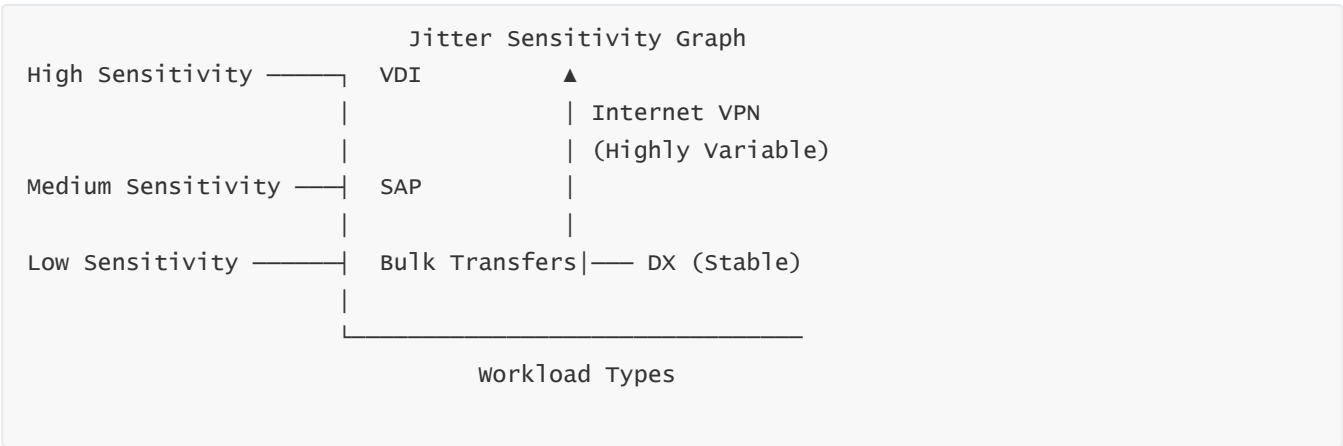 Jitter Sensitivity Graph
High Sensitivity ─────┐ VDI ▲
│ │ Internet VPN
│ │ (Highly Variable)
Medium Sensitivity ───┤ SAP │
│ │
Low Sensitivity ──────┤ Bulk Transfers│─── DX (Stable)
│
└────────────────────────────────
Workload Types